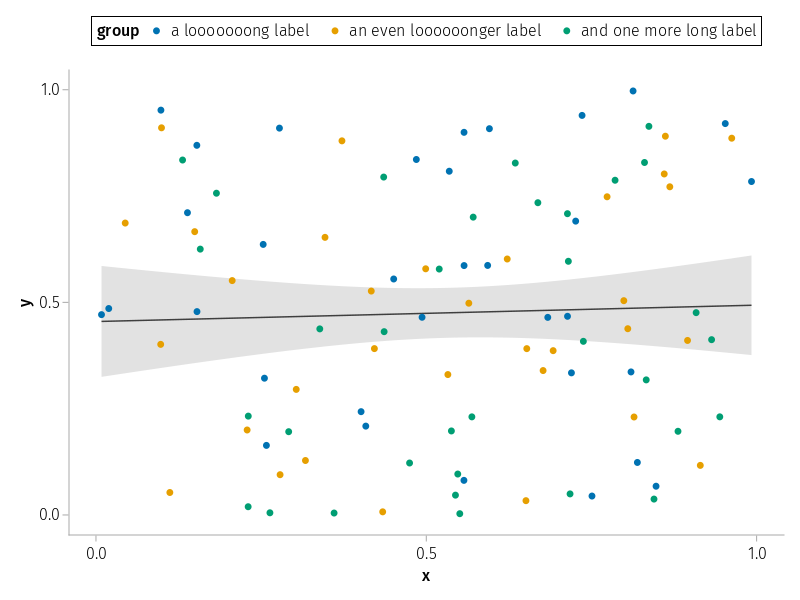 group a looooooong label an even loooooonger label and one more long label
1.0
y 0.5
0.0
0.0 0.5 1.0
x